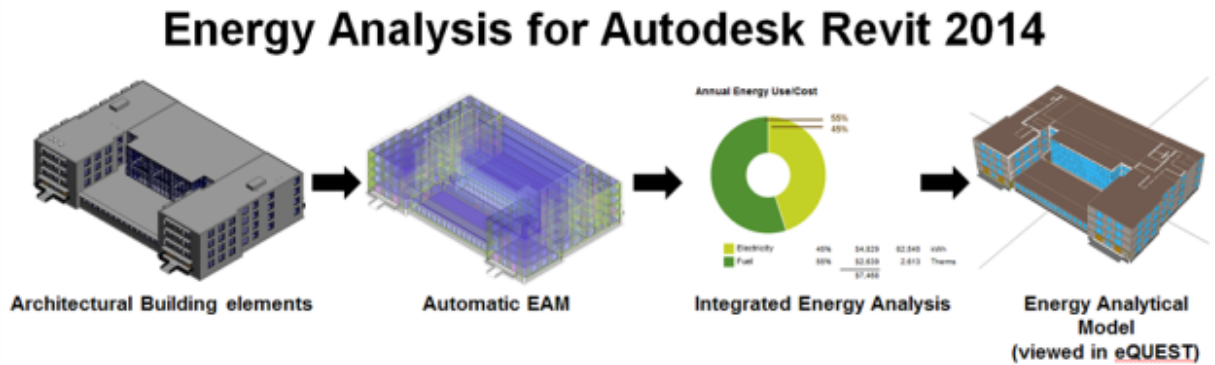 Energy Analysis for Autodesk Revit 2014
Annual Energy Use/Cost
55%
45%
Electricity 45% $4,829 62,545 kWh
Fuel 55% $2,639 2,613 Therms
$7,468
Architectural Building elements
Automatic EAM
Integrated Energy Analysis
Energy Analytical
Model
(viewed in eQUEST)